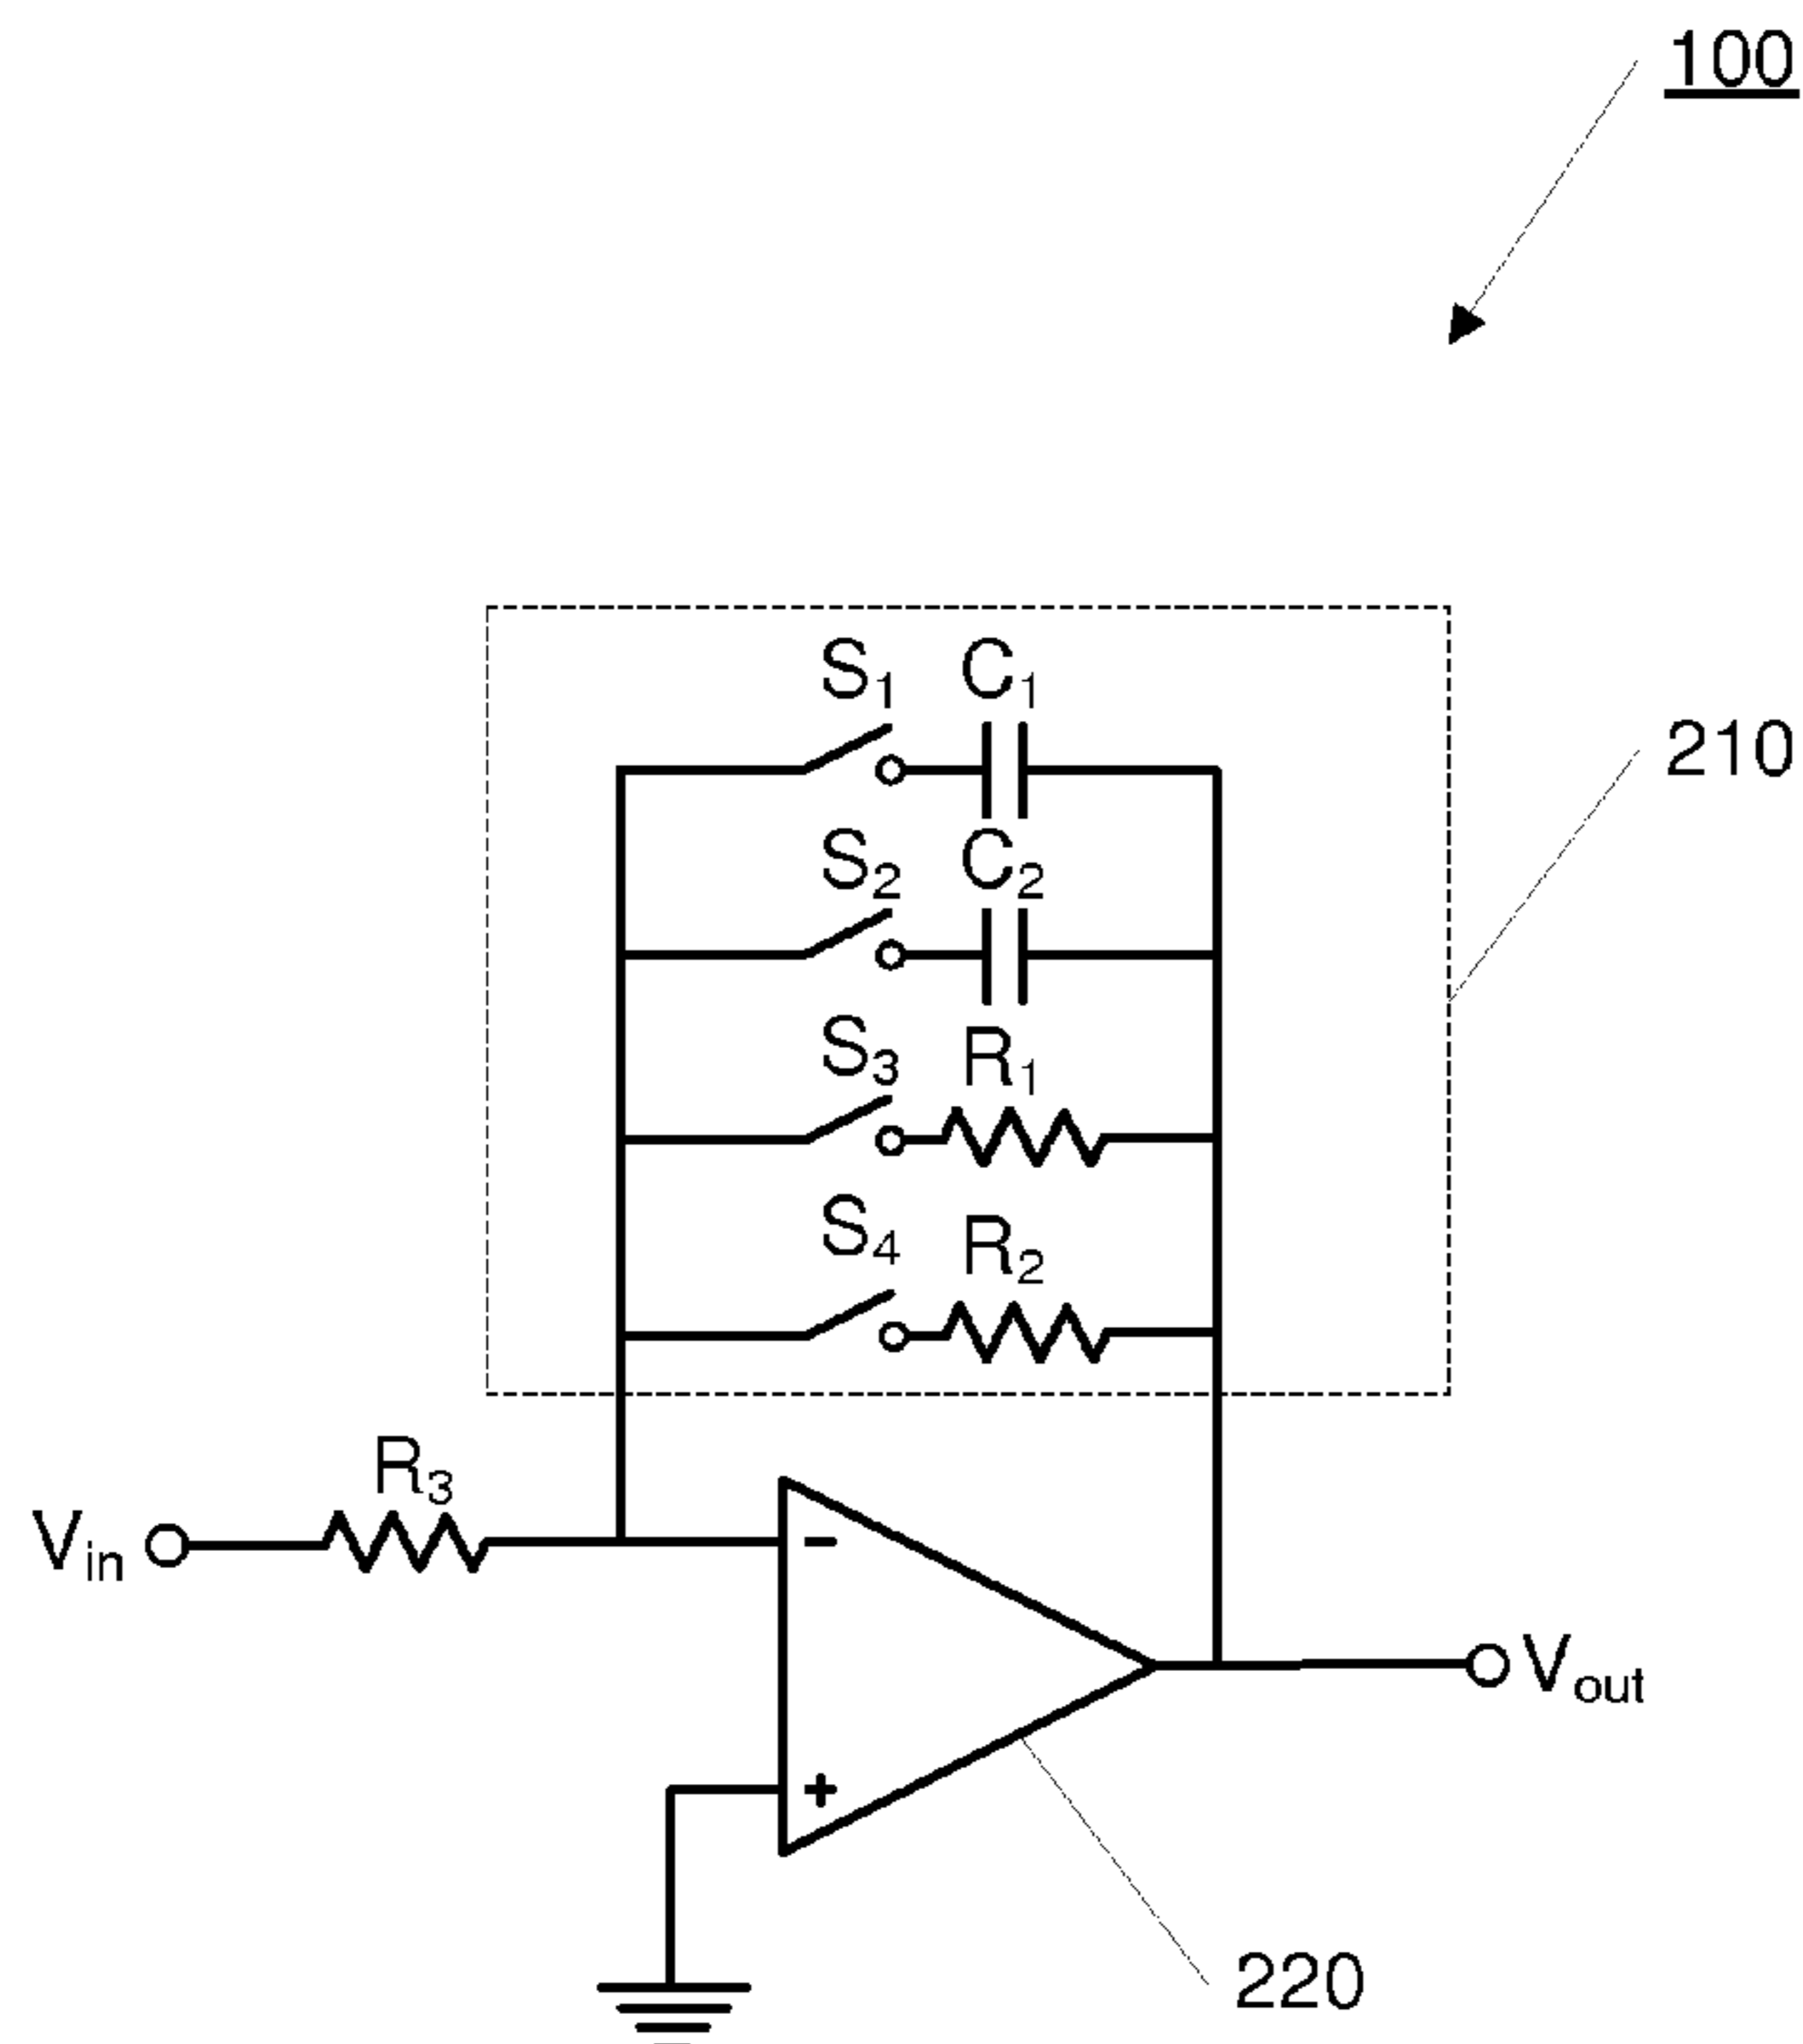 100
S₁ C₁
210
S₂ C₂
S₃ R₁
S₄ R₂
R₃
Vin
-
Vout
+
220